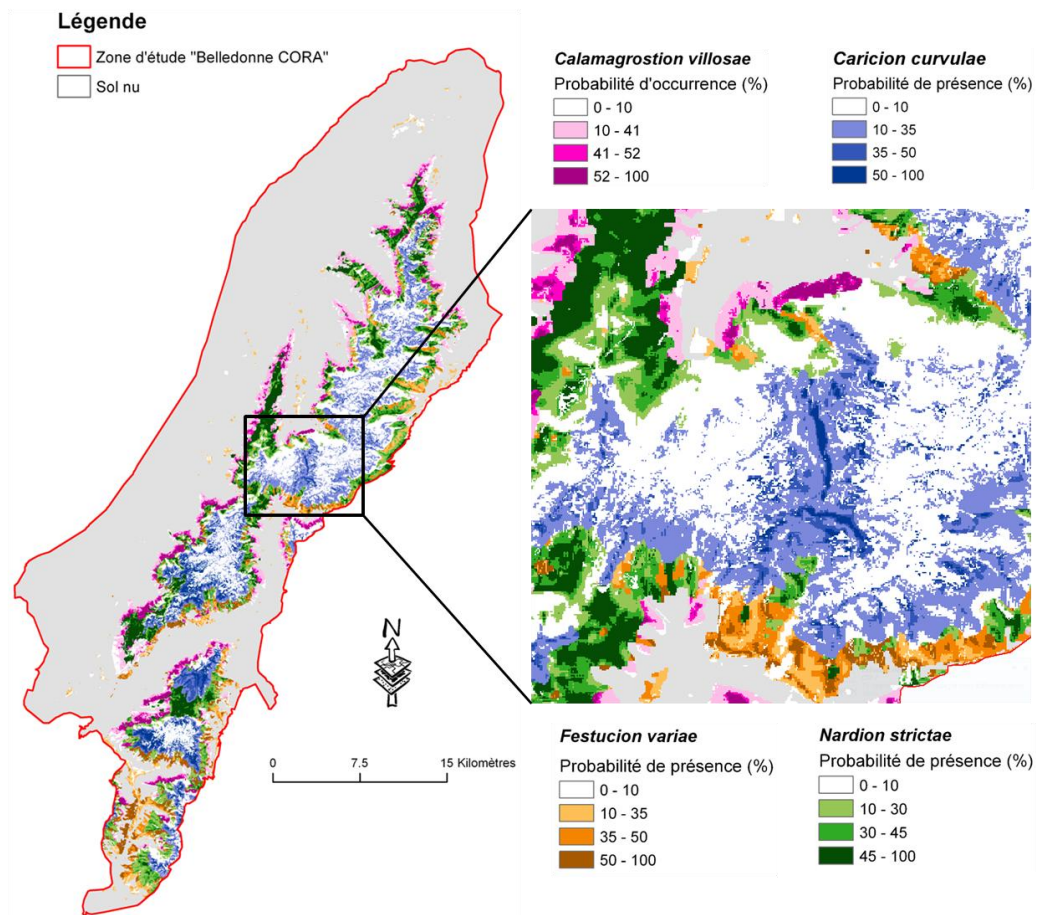 Légende
Zone d'étude "Belledonne CORA"
Sol nu
Calamagrostion villosae
Probabilité d'occurrence (%)
0 - 10
10 - 41
41 - 52
52 - 100
Caricion curvulae
Probabilité de présence (%)
0 - 10
10 - 35
35 - 50
50 - 100
N
0 7.5 15 Kilomètres
Festucion variae
Probabilité de présence (%)
0 - 10
10 - 35
35 - 50
50 - 100
Nardion strictae
Probabilité de présence (%)
0 - 10
10 - 30
30 - 45
45 - 100